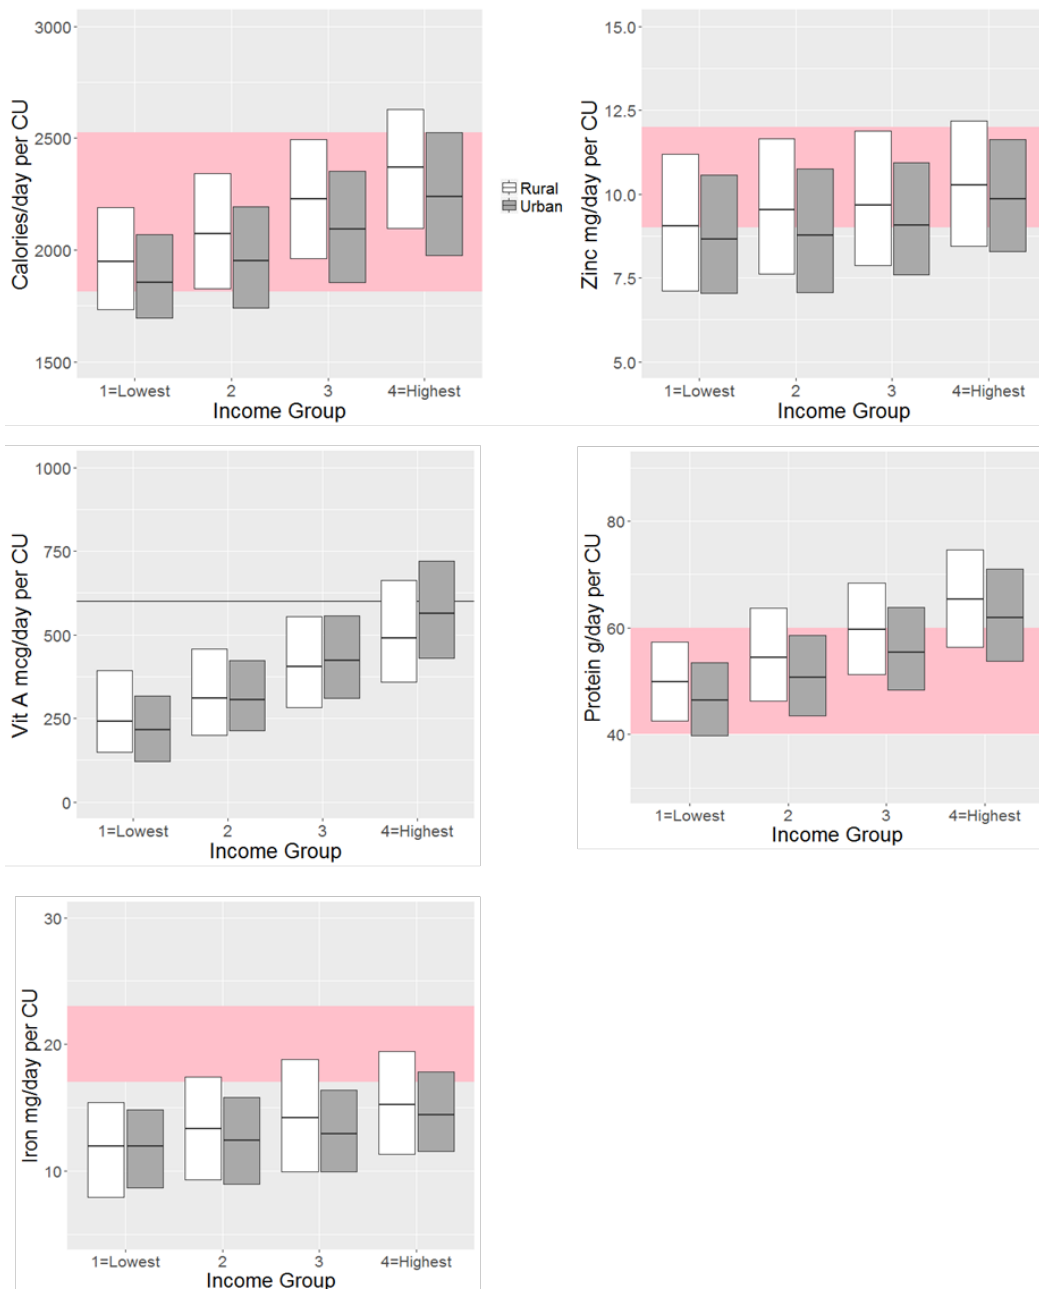 Calories/day per CU
3000
2500
2000
1500
1=Lowest 2 3 4=Highest
Income Group
Rural
Urban
Zinc mg/day per CU
15.0
12.5
10.0
7.5
5.0
1=Lowest 2 3 4=Highest
Income Group
Vit A mcg/day per CU
1000
750
500
250
0
1=Lowest 2 3 4=Highest
Income Group
Protein g/day per CU
80
60
40
1=Lowest 2 3 4=Highest
Income Group
Iron mg/day per CU
30
20
10
1=Lowest 2 3 4=Highest
Income Group